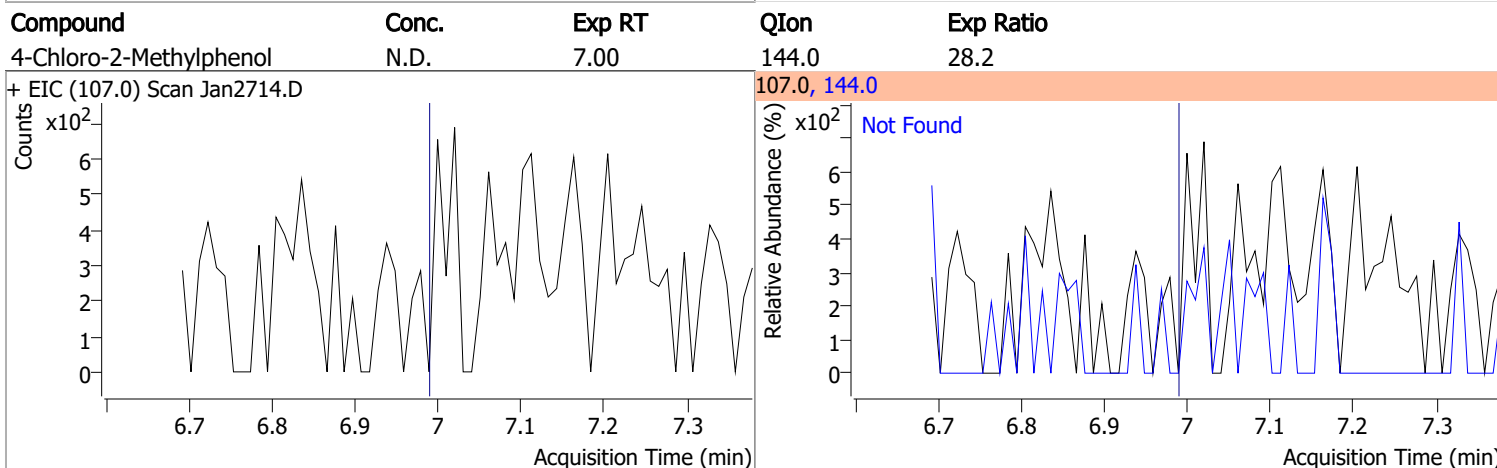 Compound Conc. Exp RT QIon Exp Ratio
4-Chloro-2-Methylphenol N.D. 7.00 144.0 28.2
+ EIC (107.0) Scan Jan2714.D
Counts
x10²
6
5
4
3
2
1
0
6.7 6.8 6.9 7 7.1 7.2 7.3
Acquisition Time (min)
107.0, 144.0
Relative Abundance (%)
x10²
Not Found
6
5
4
3
2
1
0
6.7 6.8 6.9 7 7.1 7.2 7.3
Acquisition Time (min)